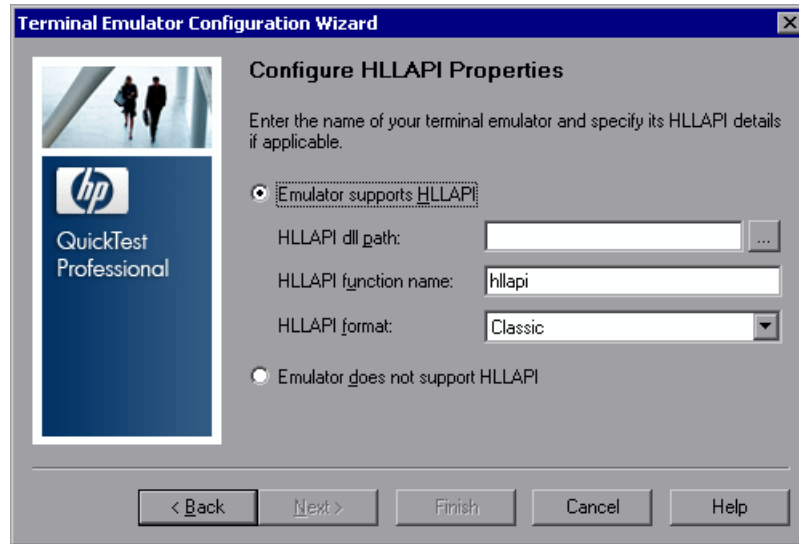 Terminal Emulator Configuration Wizard
Configure HLLAPI Properties
Enter the name of your terminal emulator and specify its HLLAPI details
if applicable.
hp
QuickTest
Professional
Emulator supports HLLAPI
HLLAPI dll path:
...
HLLAPI function name:
hllapi
HLLAPI format:
Classic
Emulator does not support HLLAPI
< Back
Next >
Finish
Cancel
Help